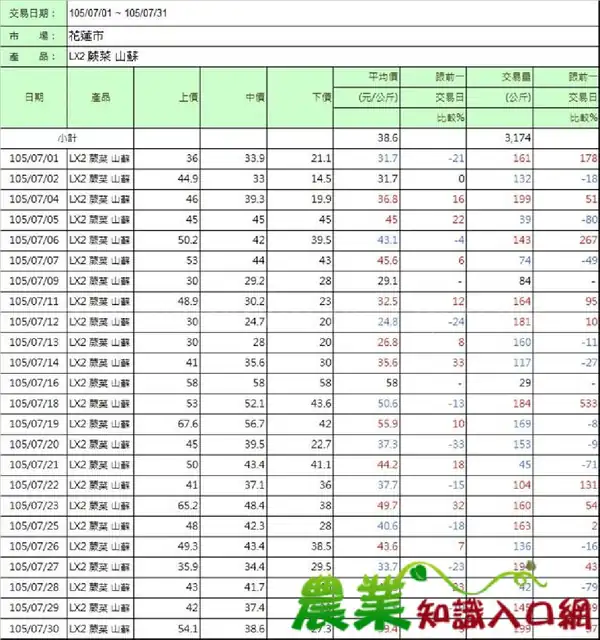 交易日期： 105/07/01 ~ 105/07/31
市 場： 花蓮市
產 品： LX2 蕨菜 山蘇
日期 產品 上價 中價 下價 平均價 (元/公斤) 跟前一 交易日 比較% 交易量 (公斤) 跟前一 交易日 比較%
小計 38.6 3,174
105/07/01 LX2 蕨菜 山蘇 36 33.9 21.1 31.7 -21 161 178
105/07/02 LX2 蕨菜 山蘇 44.9 33 14.5 31.7 0 132 -18
105/07/04 LX2 蕨菜 山蘇 46 39.3 19.9 36.8 16 199 51
105/07/05 LX2 蕨菜 山蘇 45 45 45 45 22 39 -80
105/07/06 LX2 蕨菜 山蘇 50.2 42 39.5 43.1 -4 143 267
105/07/07 LX2 蕨菜 山蘇 53 44 43 45.6 6 74 -49
105/07/09 LX2 蕨菜 山蘇 30 29.2 28 29.1 - 84 -
105/07/11 LX2 蕨菜 山蘇 48.9 30.2 23 32.5 12 164 95
105/07/12 LX2 蕨菜 山蘇 30 24.7 20 24.8 -24 181 10
105/07/13 LX2 蕨菜 山蘇 30 28 20 26.8 8 160 -11
105/07/14 LX2 蕨菜 山蘇 41 35.6 30 35.6 33 117 -27
105/07/16 LX2 蕨菜 山蘇 58 58 58 58 - 29 -
105/07/18 LX2 蕨菜 山蘇 53 52.1 43.6 50.6 -13 184 533
105/07/19 LX2 蕨菜 山蘇 67.6 56.7 42 55.9 10 169 -8
105/07/20 LX2 蕨菜 山蘇 45 39.5 22.7 37.3 -33 153 -9
105/07/21 LX2 蕨菜 山蘇 50 43.4 41.1 44.2 18 45 -71
105/07/22 LX2 蕨菜 山蘇 41 37.1 36 37.7 -15 104 131
105/07/23 LX2 蕨菜 山蘇 65.2 48.4 38 49.7 32 160 54
105/07/25 LX2 蕨菜 山蘇 48 42.3 28 40.6 -18 163 2
105/07/26 LX2 蕨菜 山蘇 49.3 43.4 38.5 43.6 7 136 -16
105/07/27 LX2 蕨菜 山蘇 35.9 34.4 29.5 33.7 -23 43
105/07/28 LX2 蕨菜 山蘇 43 41.7 42 -79
105/07/29 LX2 蕨菜 山蘇 42 37.4
105/07/30 LX2 蕨菜 山蘇 54.1 38.6
農業知識入口網